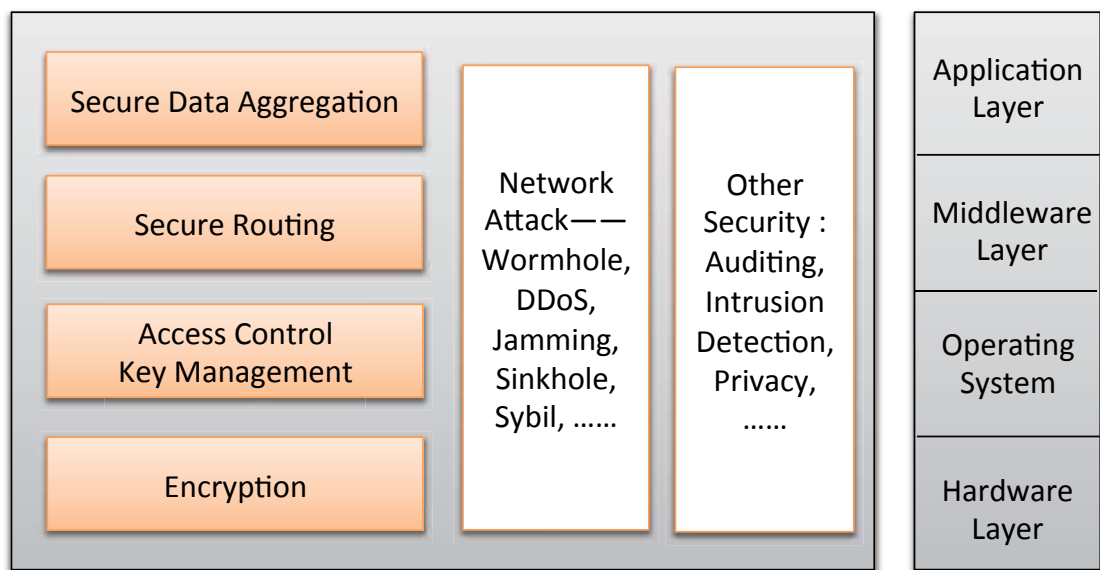 Secure Data Aggregation
Secure Routing
Access Control
Key Management
Encryption
Network
Attack——
Wormhole,
DDoS,
Jamming,
Sinkhole,
Sybil, ……
Other
Security :
Auditing,
Intrusion
Detection,
Privacy,
……
Application
Layer
Middleware
Layer
Operating
System
Hardware
Layer